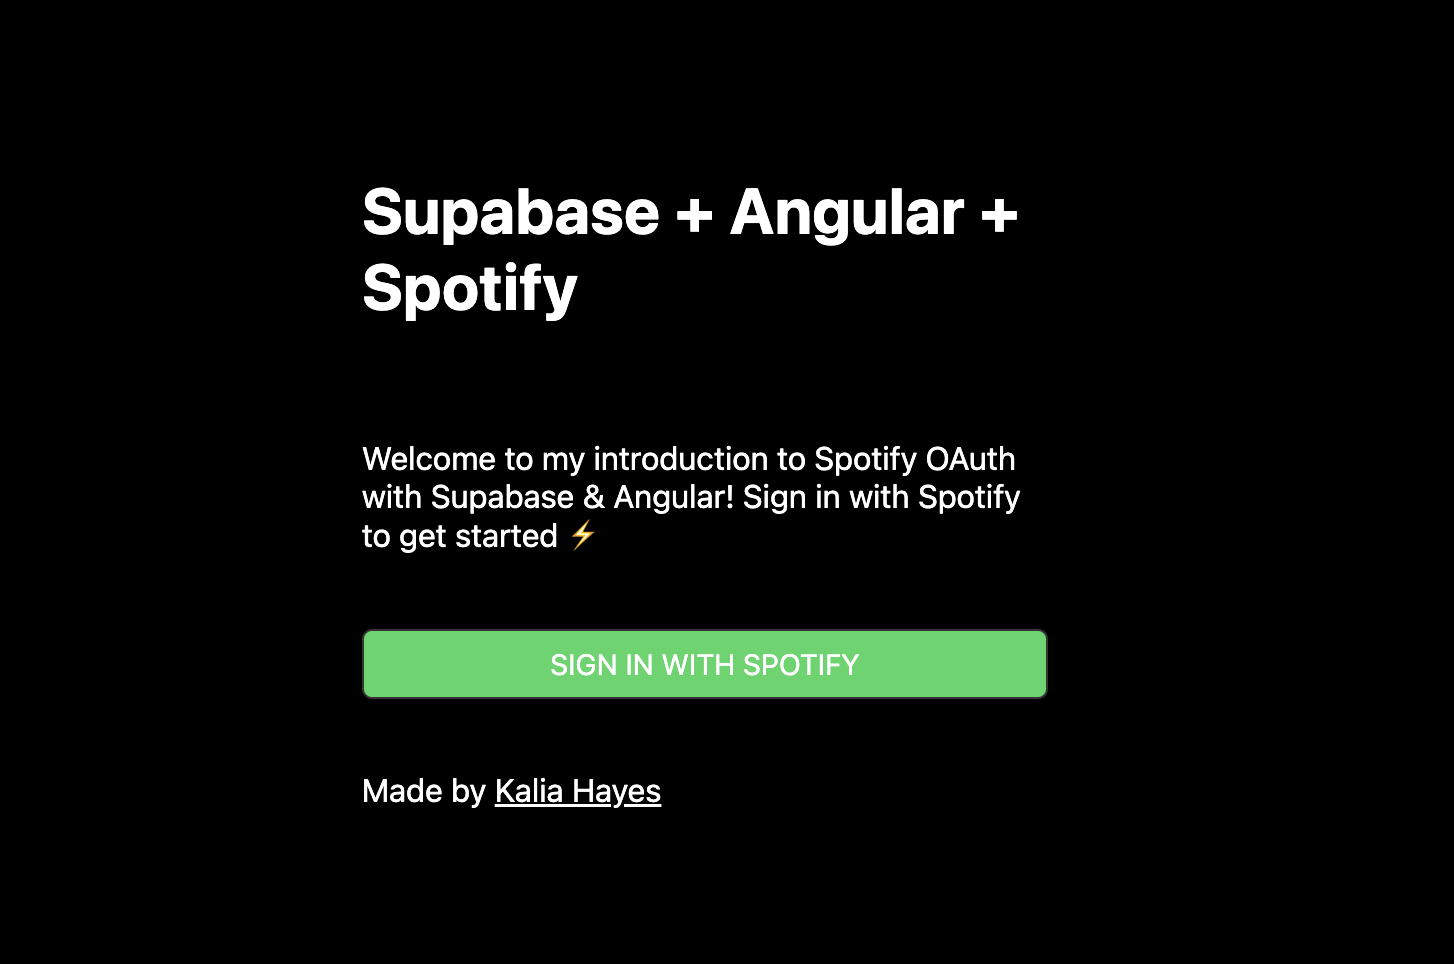 Supabase + Angular +
Spotify
Welcome to my introduction to Spotify OAuth
with Supabase & Angular! Sign in with Spotify
to get started ⚡
SIGN IN WITH SPOTIFY
Made by Kalia Hayes